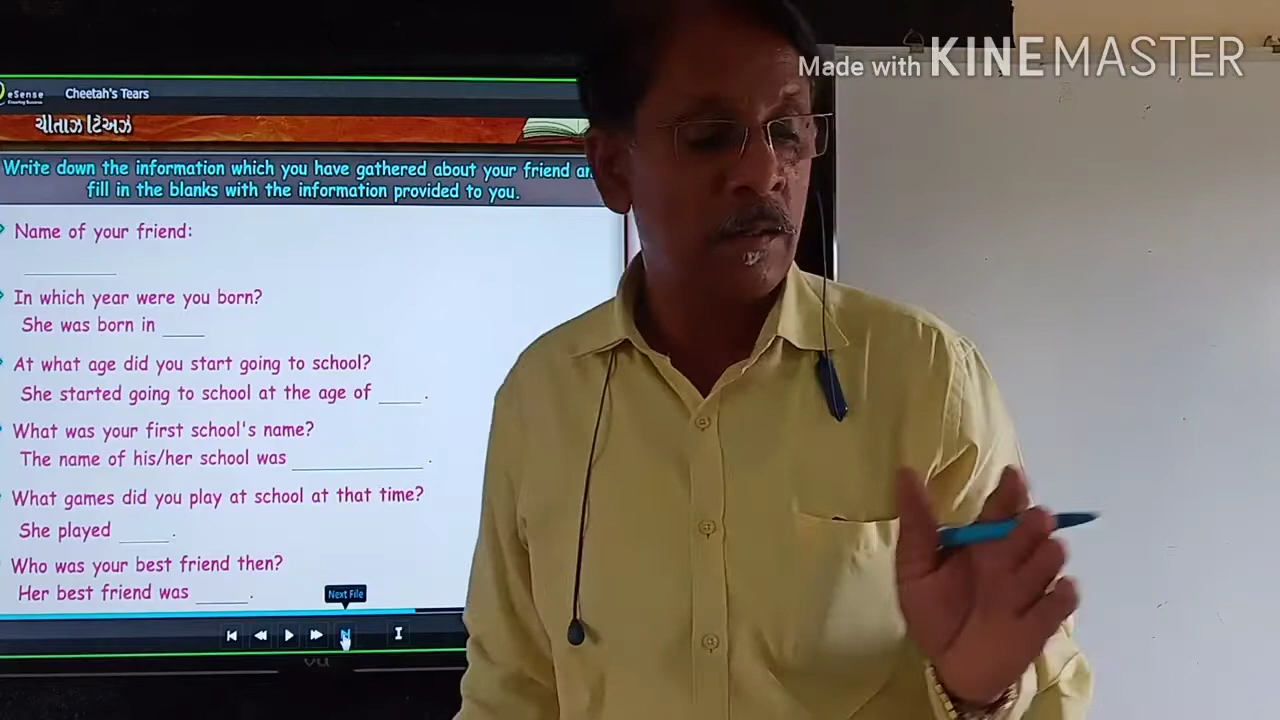 Made with KINEMASTER
eSense
Cheetah's Tears
ચીતાઝ ટિઅર્ઝ
Write down the information which you have gathered about your friend an
fill in the blanks with the information provided to you.
Name of your friend:
In which year were you born?
She was born in ____
At what age did you start going to school?
She started going to school at the age of ____.
What was your first school's name?
The name of his/her school was ____________.
What games did you play at school at that time?
She played _____.
Who was your best friend then?
Her best friend was _____.
Next File